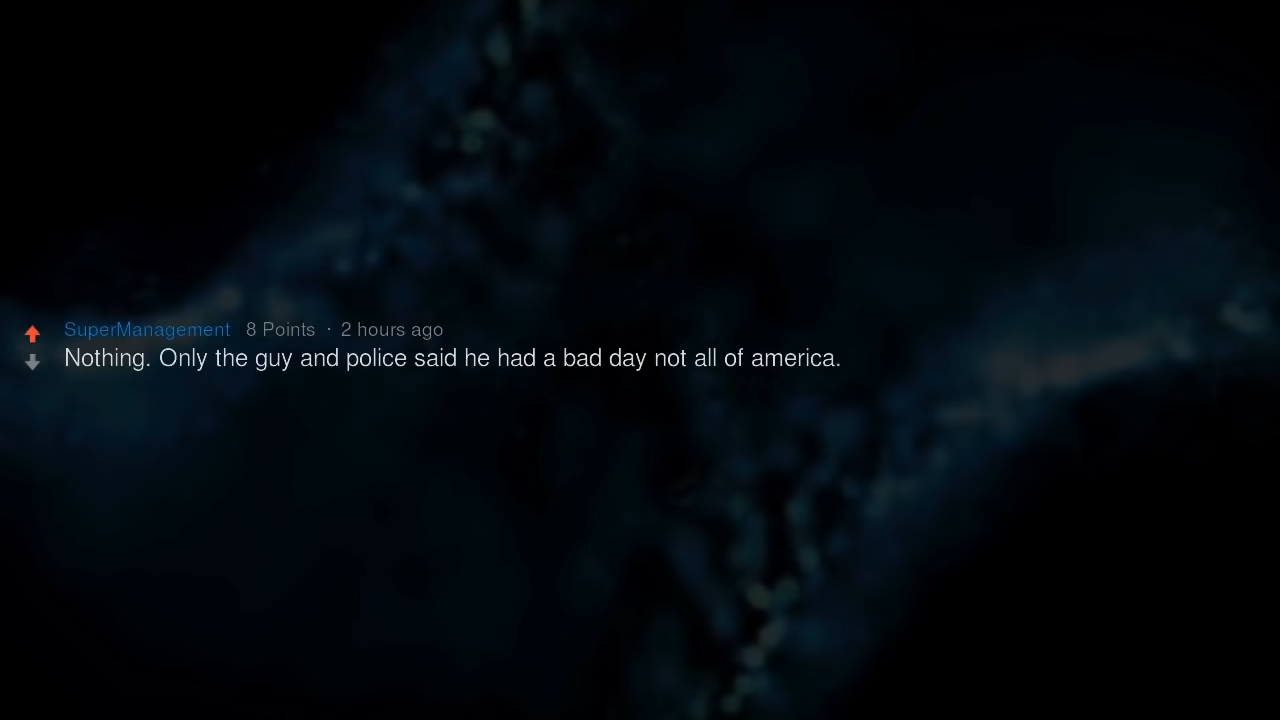 SuperManagement 8 Points · 2 hours ago
Nothing. Only the guy and police said he had a bad day not all of america.